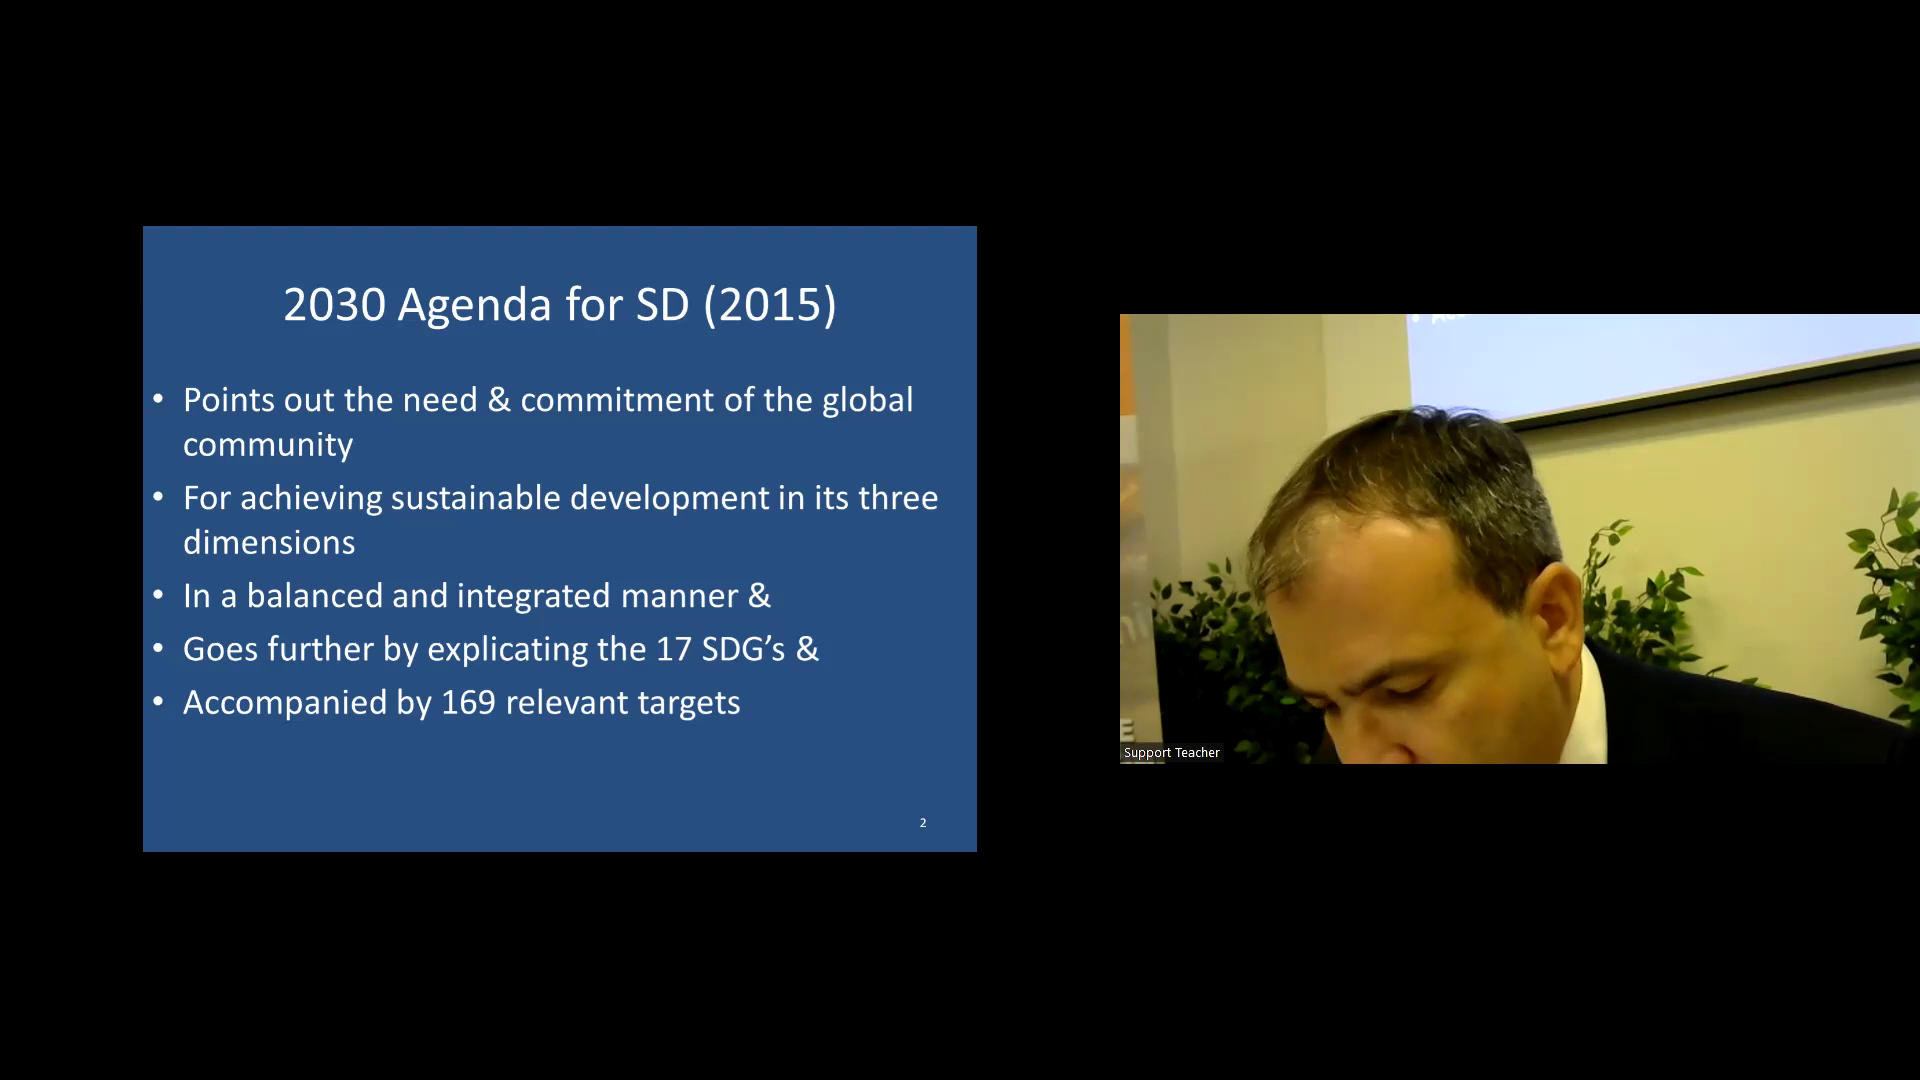 2030 Agenda for SD (2015)
• Points out the need & commitment of the global
community
• For achieving sustainable development in its three
dimensions
• In a balanced and integrated manner &
• Goes further by explicating the 17 SDG’s &
• Accompanied by 169 relevant targets
2
Support Teacher